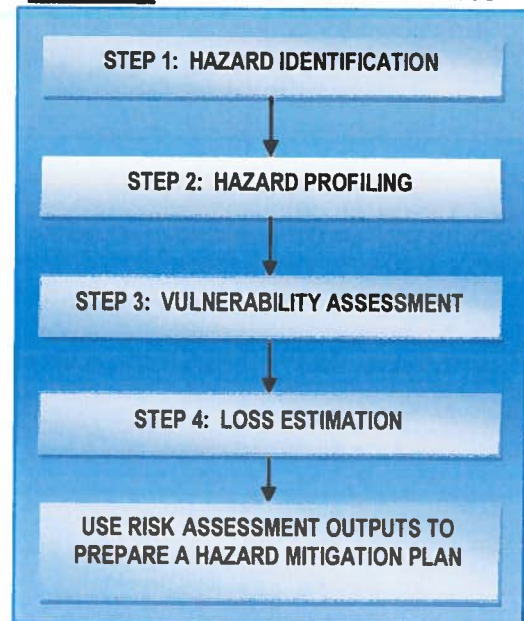 STEP 1: HAZARD IDENTIFICATION
STEP 2: HAZARD PROFILING
STEP 3: VULNERABILITY ASSESSMENT
STEP 4: LOSS ESTIMATION
USE RISK ASSESSMENT OUTPUTS TO
PREPARE A HAZARD MITIGATION PLAN